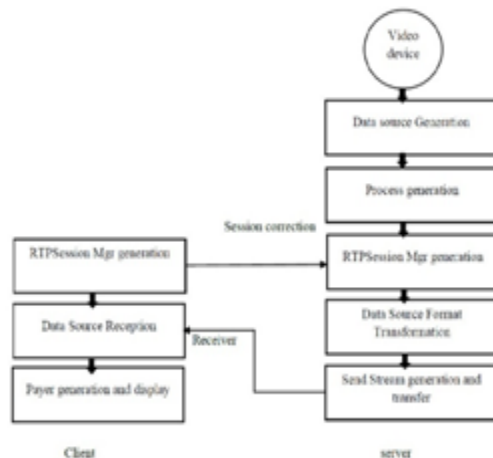 Video
device
Data source Generation
Process generation
Session correction
RTPSession Mgr generation
RTPSession Mgr generation
Data Source Format
Transformation
Data Source Reception
Receiver
Send Stream generation and
transfer
Payer generation and display
Client
server